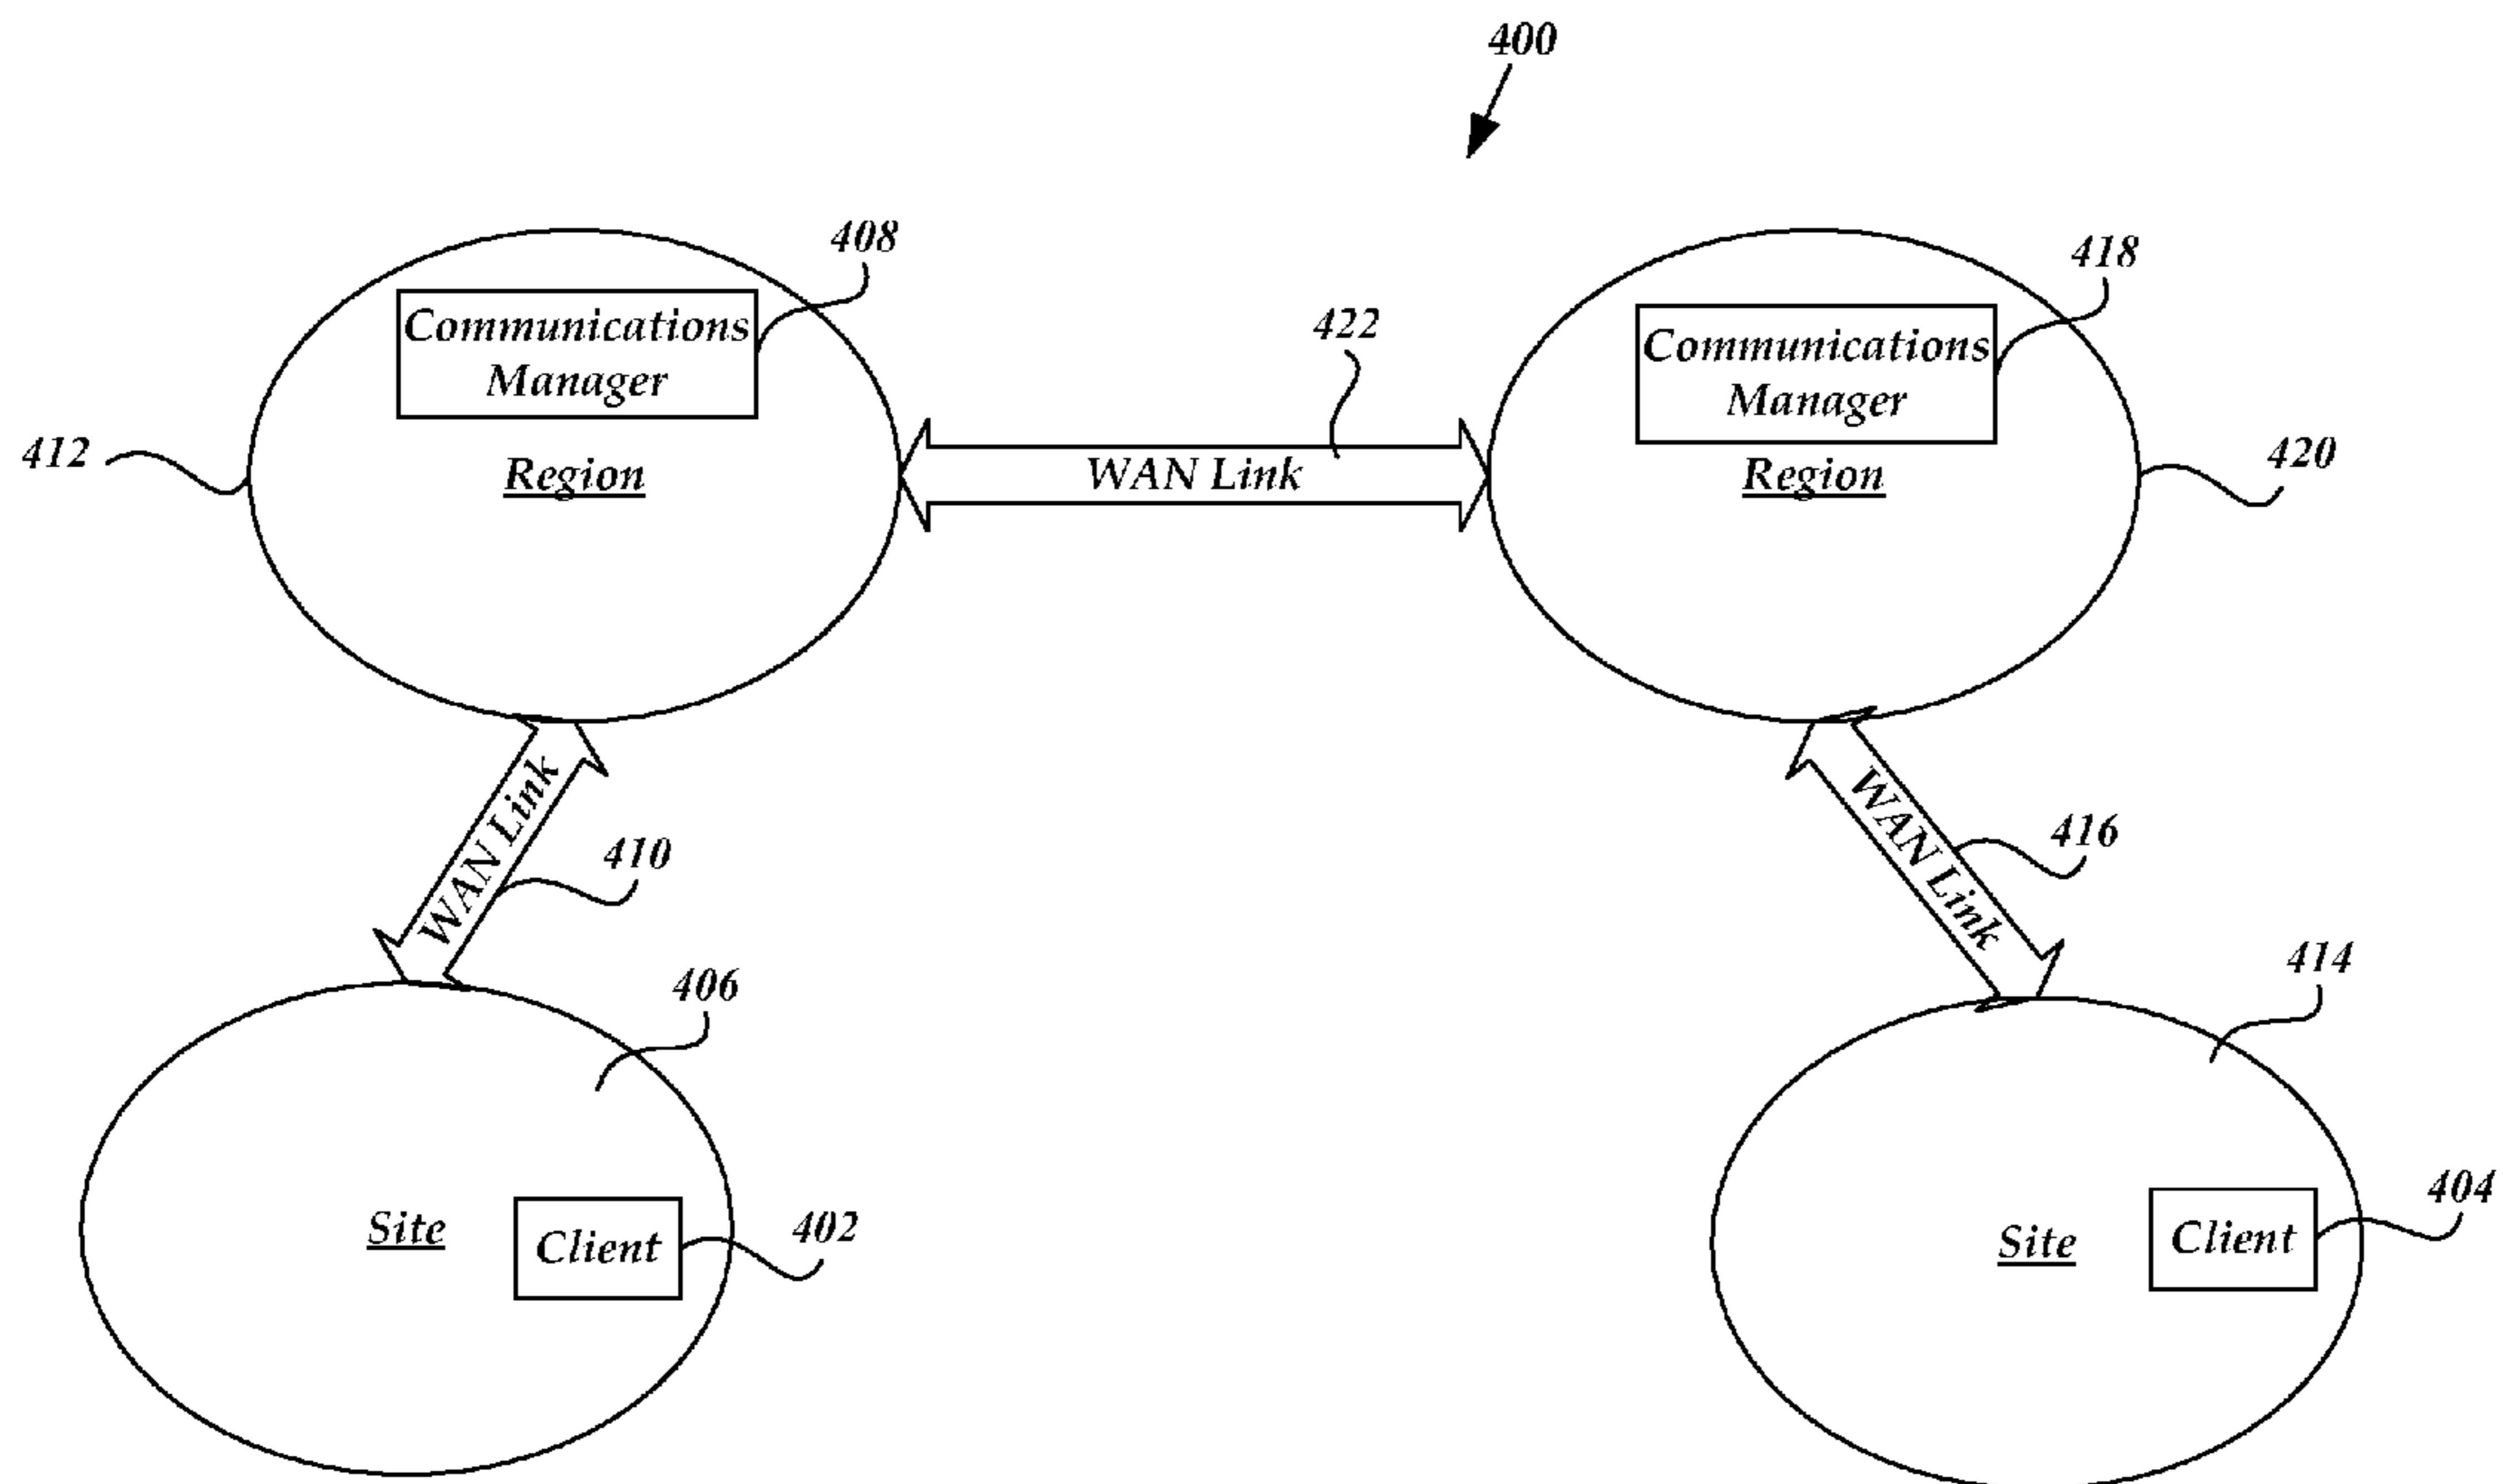 400
408
Communications
Manager
Region
412
422
WAN Link
418
Communications
Manager
Region
420
WAN Link
410
WAN Link
416
406
Site
Client
402
414
Site
Client
404